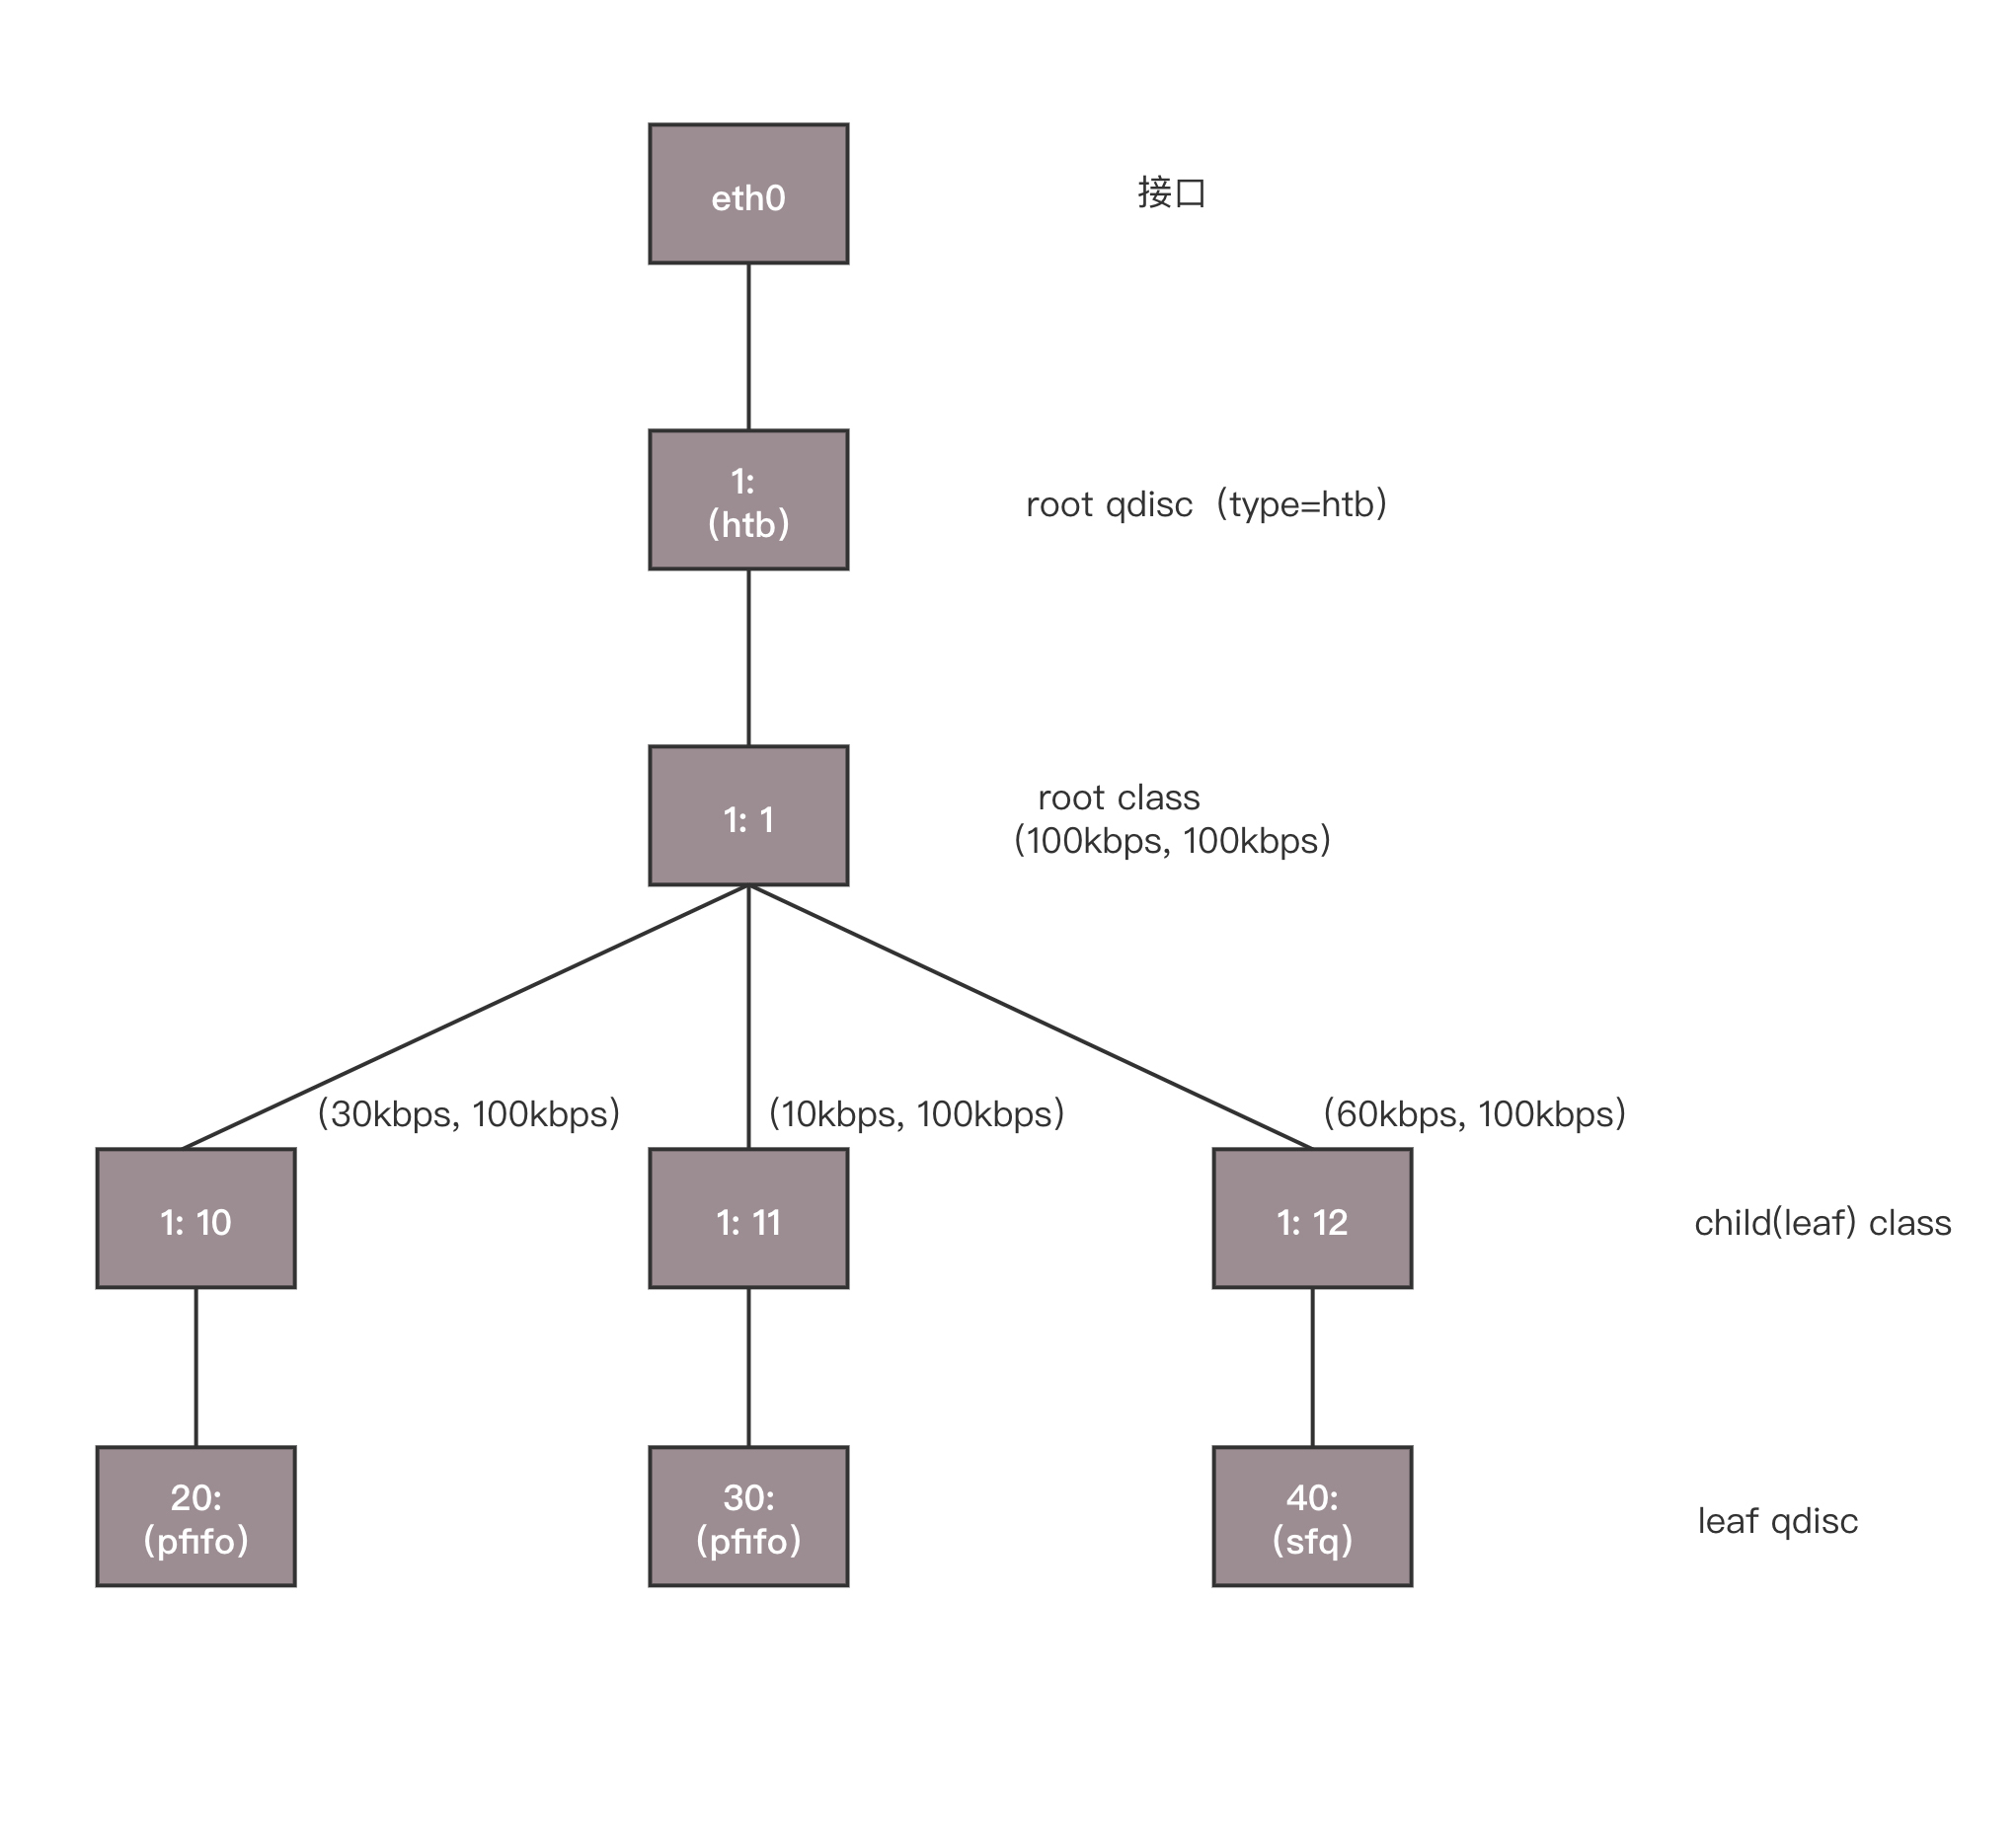 eth0
接口
1:
(htb)
root qdisc（type=htb）
1: 1
root class
(100kbps, 100kbps)
(30kbps, 100kbps)
(10kbps, 100kbps)
(60kbps, 100kbps)
1: 10
1: 11
1: 12
child(leaf) class
20:
(pfifo)
30:
(pfifo)
40:
(sfq)
leaf qdisc